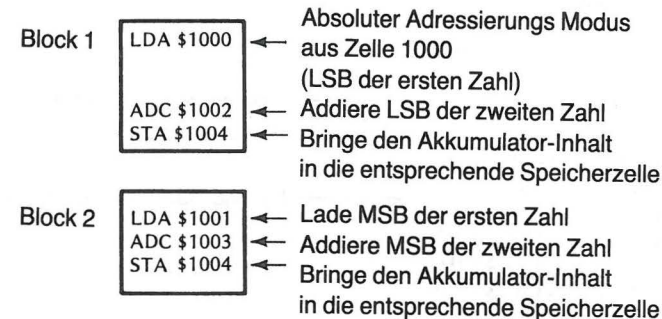 Block 1
LDA $1000
Absoluter Adressierungs Modus
aus Zelle 1000
(LSB der ersten Zahl)
ADC $1002
Addiere LSB der zweiten Zahl
STA $1004
Bringe den Akkumulator-Inhalt
in die entsprechende Speicherzelle
Block 2
LDA $1001
Lade MSB der ersten Zahl
ADC $1003
Addiere MSB der zweiten Zahl
STA $1004
Bringe den Akkumulator-Inhalt
in die entsprechende Speicherzelle